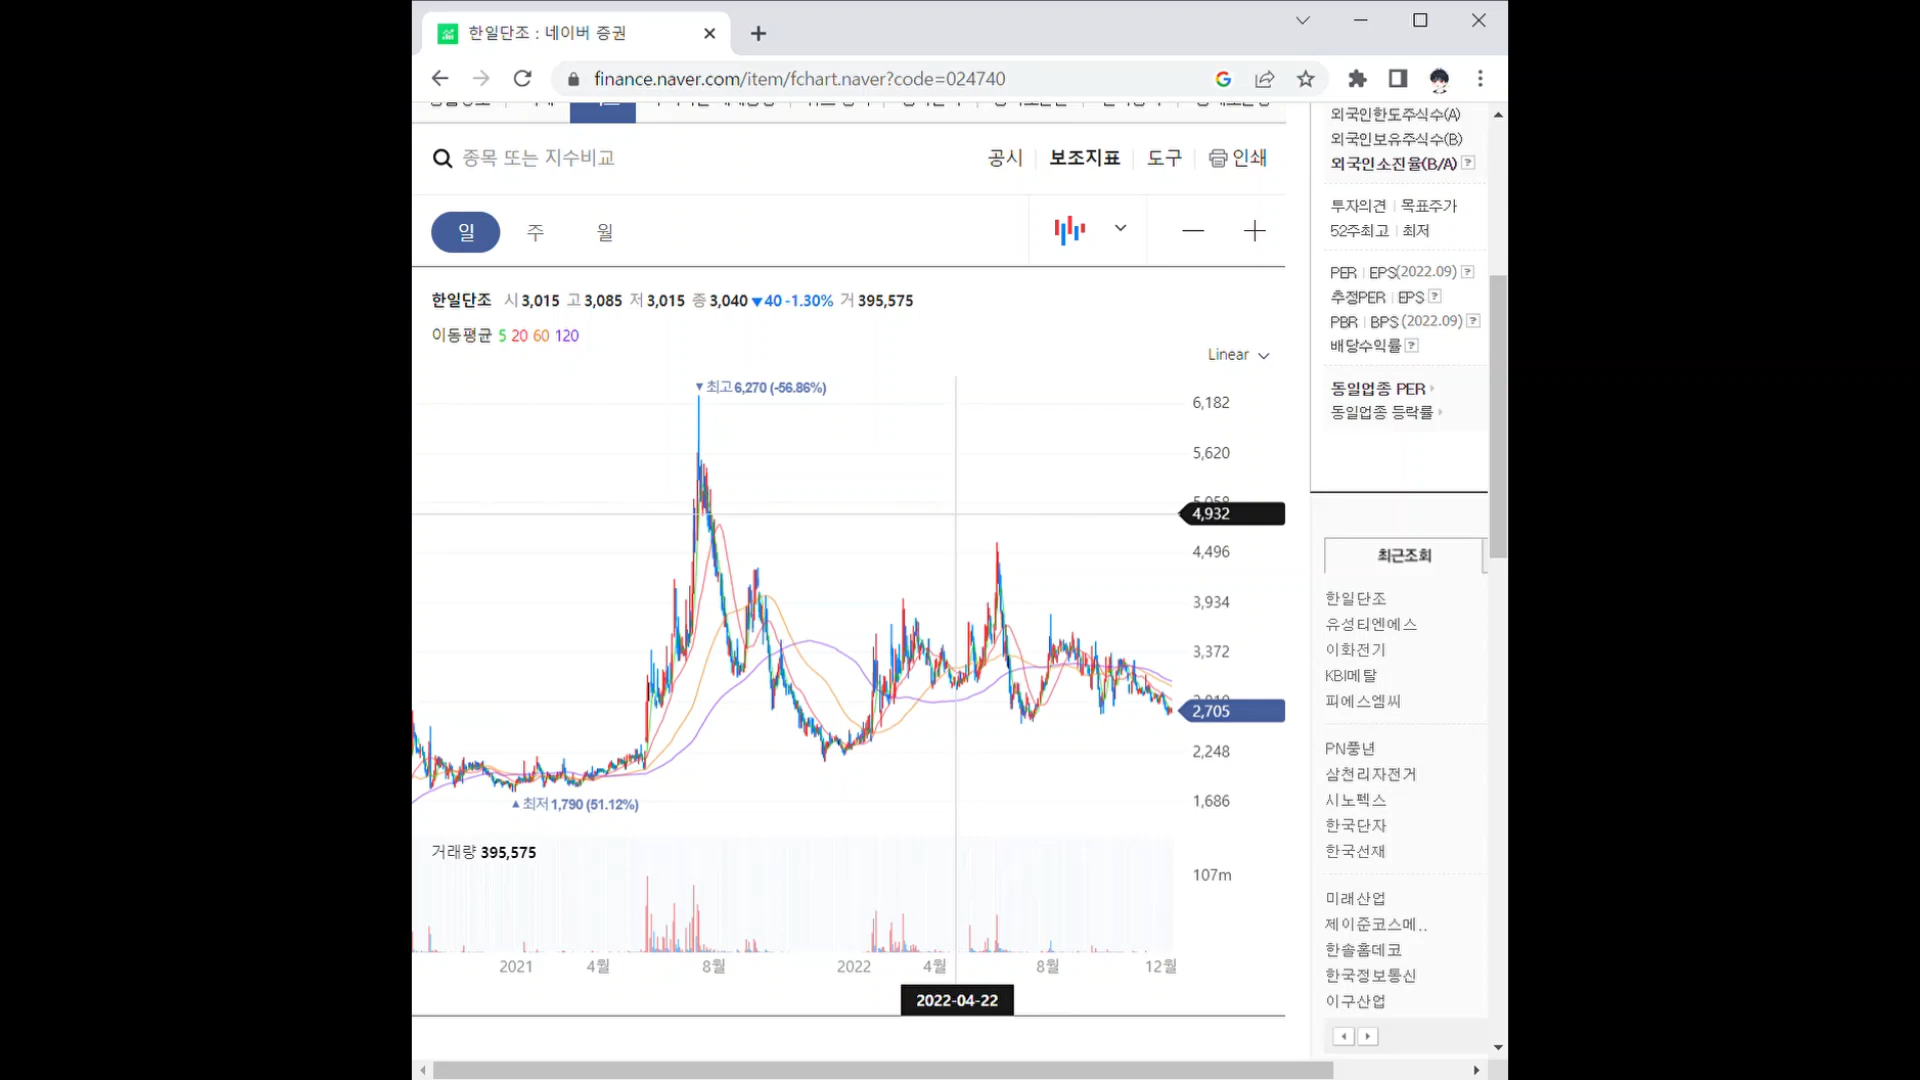 한일단조 : 네이버 증권
finance.naver.com/item/fchart.naver?code=024740
종목 또는 지수비교
공시 보조지표 도구 인쇄
일 주 월
한일단조 시 3,015 고 3,085 저 3,015 종 3,040 ▼40 -1.30% 거 395,575
이동평균 5 20 60 120
Linear
▼최고 6,270 (-56.86%)
6,182
5,620
5,058
4,932
4,496
3,934
3,372
2,705
2,248
1,686
▲최저 1,790 (51.12%)
거래량 395,575
107m
2021 4월 8월 2022 4월 8월 12월
2022-04-22
외국인한도주식수(A)
외국인보유주식수(B)
외국인소진율(B/A) ?
투자의견 | 목표주가
52주최고 | 최저
PER | EPS(2022.09) ?
추정PER | EPS ?
PBR | BPS (2022.09) ?
배당수익률 ?
동일업종 PER
동일업종 등락률
최근조회
한일단조
유성티엔에스
이화전기
KBI메탈
피에스엠씨
PN풍년
삼천리자전거
시노펙스
한국단자
한국선재
미래산업
제이준코스메..
한솔홈데코
한국정보통신
이구산업